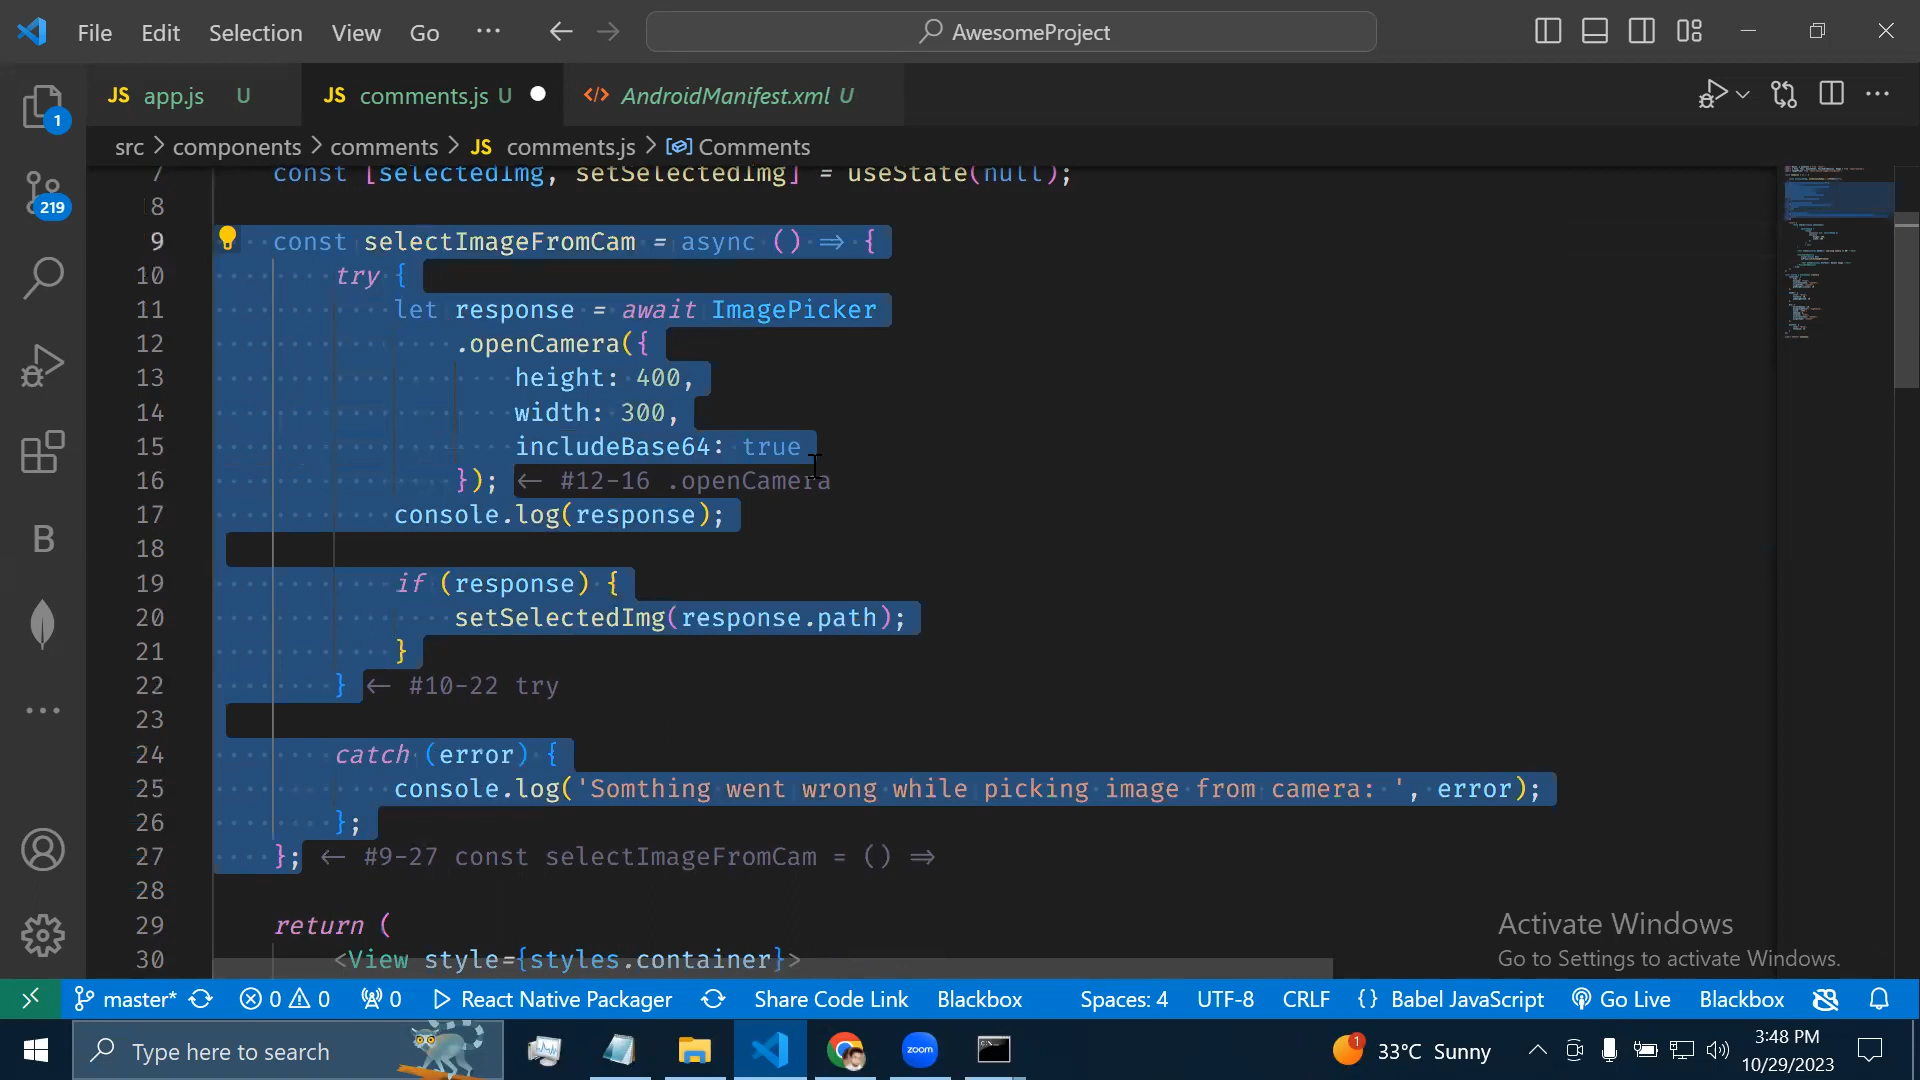 File Edit Selection View Go ··· AwesomeProject
JS app.js U JS comments.js U AndroidManifest.xml U
1
src > components > comments > JS comments.js > Comments
7 const [selectedImg, setSelectedImg] = useState(null);
8
9 const selectImageFromCam = async () => {
10 try {
11 let response = await ImagePicker
12 .openCamera({
13 height: 400,
14 width: 300,
15 includeBase64: true
16 }); <- #12-16 .openCamera
17 console.log(response);
18
19 if (response) {
20 setSelectedImg(response.path);
21 }
22 } <- #10-22 try
23
24 catch (error) {
25 console.log('Somthing went wrong while picking image from camera: ', error);
26 };
27 }; <- #9-27 const selectImageFromCam = () =>
28
29 return (
30 <View style={styles.container}>
219
B
Activate Windows
Go to Settings to activate Windows.
master* 0 0 0 React Native Packager Share Code Link Blackbox Spaces: 4 UTF-8 CRLF {} Babel JavaScript Go Live Blackbox
Type here to search zoom 1 33°C Sunny 3:48 PM
10/29/2023